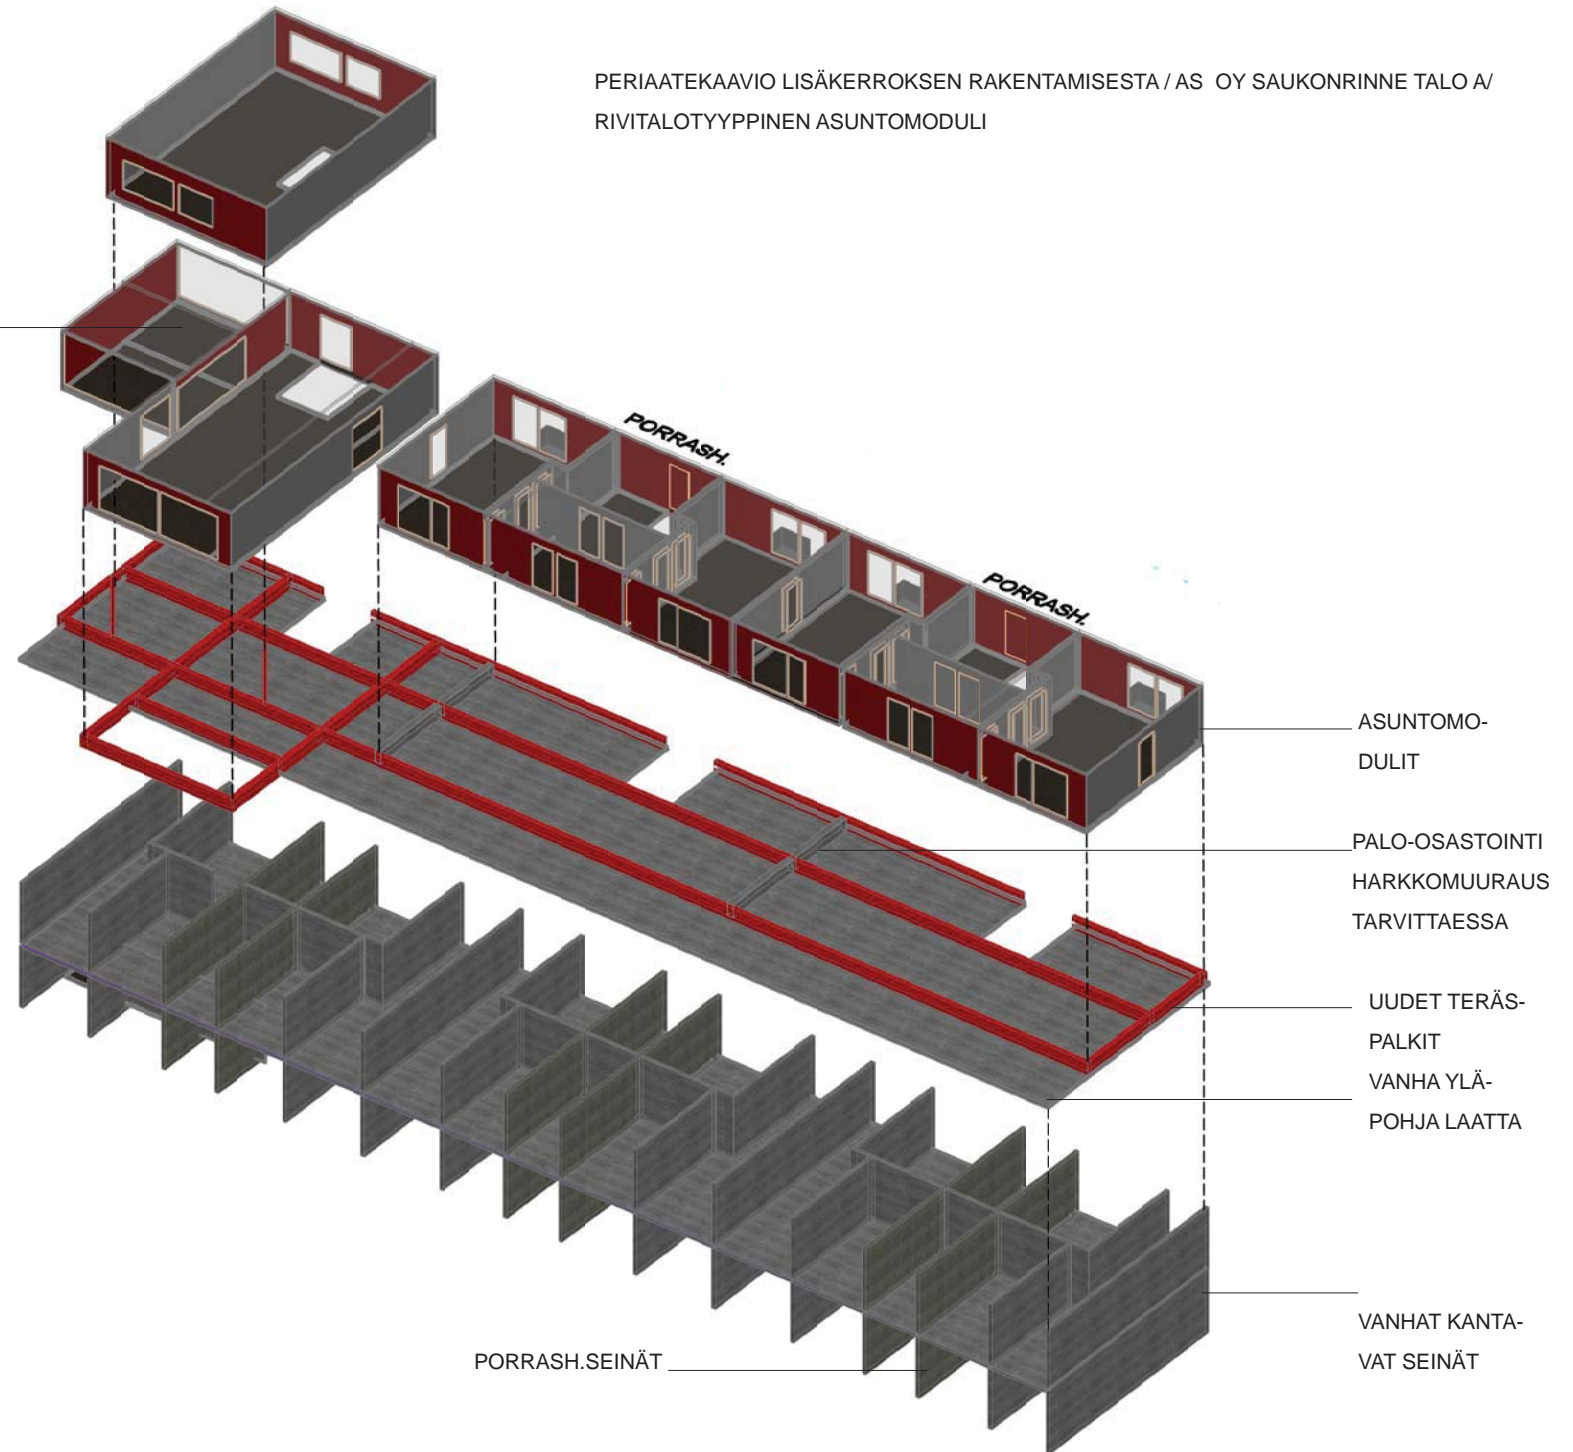 PERIAATEKAAVIO LISÄKERROKSEN RAKENTAMISESTA / AS OY SAUKONRINNE TALO A/
RIVITALOTYYPPINEN ASUNTOMODULI
PORRASH.
PORRASH.
ASUNTOMO-
DULIT
PALO-OSASTOINTI
HARKKOMUURAUS
TARVITTAESSA
UUDET TERÄS-
PALKIT
VANHA YLÄ-
POHJA LAATTA
VANHAT KANTA-
VAT SEINÄT
PORRASH.SEINÄT